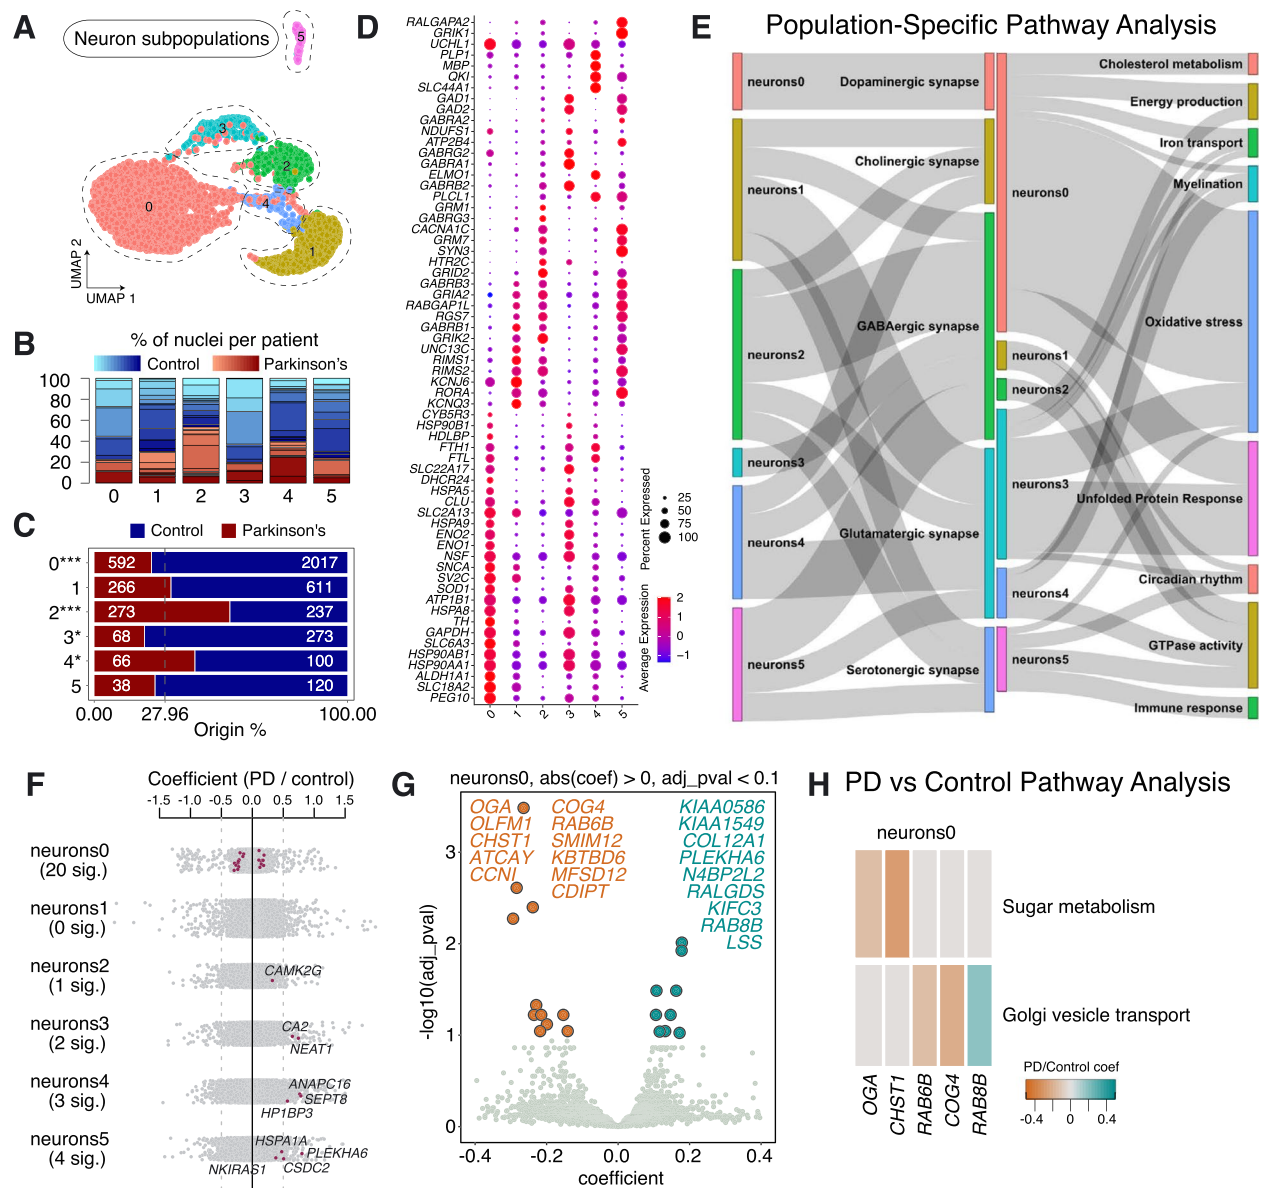 A
Neuron subpopulations
5
3
2
0
4
1
UMAP 2
UMAP 1
B
% of nuclei per patient
Control
Parkinson's
100
80
60
40
20
0
0 1 2 3 4 5
C
Control
Parkinson's
0*** 592 2017
1 266 611
2*** 273 237
3* 68 273
4* 66 100
5 38 120
0.00 27.96 100.00
Origin %
D
RALGAPA2
GRIK1
UCHL1
PLP1
MBP
QKI
SLC44A1
GAD1
GAD2
GABRA2
NDUFS1
ATP2B4
GABRG2
GABRA1
ELMO1
GABRB2
PLCL1
GRM1
GABRG3
CACNA1C
GRM7
SYN3
HTR2C
GRID2
GABRB3
GRIA2
RABGAP1L
RGS7
GABRB1
GRIK2
UNC13C
RIMS1
RIMS2
KCNJ6
RORA
KCNQ3
CYB5R3
HSP90B1
HDLBP
FTH1
FTL
SLC22A17
DHCR24
HSPA5
CLU
SLC2A13
HSPA9
ENO2
ENO1
NSF
SNCA
SV2C
SOD1
ATP1B1
HSPA8
TH
GAPDH
SLC6A3
HSP90AB1
HSP90AA1
ALDH1A1
SLC18A2
PEG10
0 1 2 3 4 5
Percent Expressed
25
50
75
100
Average Expression
2
1
0
−1
E
Population-Specific Pathway Analysis
neurons0
neurons1
neurons2
neurons3
neurons4
neurons5
Dopaminergic synapse
Cholinergic synapse
GABAergic synapse
Glutamatergic synapse
Serotonergic synapse
neurons0
neurons1
neurons2
neurons3
neurons4
neurons5
Cholesterol metabolism
Energy production
Iron transport
Myelination
Oxidative stress
Unfolded Protein Response
Circadian rhythm
GTPase activity
Immune response
F
Coefficient (PD / control)
-1.5 -1.0 -0.5 0.0 0.5 1.0 1.5
neurons0
(20 sig.)
neurons1
(0 sig.)
neurons2
(1 sig.)
CAMK2G
neurons3
(2 sig.)
CA2
NEAT1
neurons4
(3 sig.)
ANAPC16
SEPT8
HP1BP3
neurons5
(4 sig.)
HSPA1A
PLEKHA6
NKIRAS1
CSDC2
G
neurons0, abs(coef) > 0, adj_pval < 0.1
OGA
OLFM1
CHST1
ATCAY
CCNI
COG4
RAB6B
SMIM12
KBTBD6
MFSD12
CDIPT
KIAA0586
KIAA1549
COL12A1
PLEKHA6
N4BP2L2
RALGDS
KIFC3
RAB8B
LSS
-log10(adj_pval)
3
2
1
0
-0.4 -0.2 0.0 0.2 0.4
coefficient
H
PD vs Control Pathway Analysis
neurons0
Sugar metabolism
Golgi vesicle transport
OGA
CHST1
RAB6B
COG4
RAB8B
PD/Control coef
-0.4 0 0.4